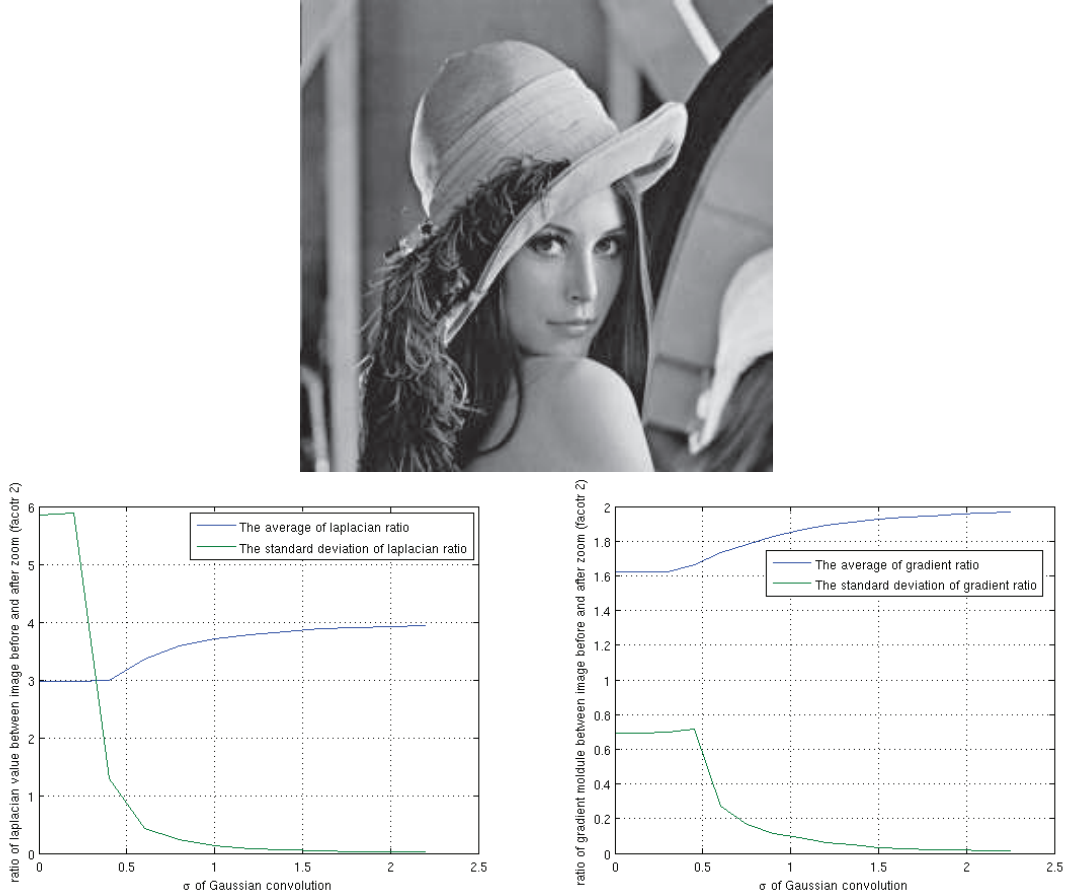 ratio of laplacian value between image before and after zoom (facotr 2)
6
5
4
3
2
1
0
The average of laplacian ratio
The standard deviation of laplacian ratio
0 0.5 1 1.5 2 2.5
σ of Gaussian convolution
ratio of gradient moldule between image before and after zoom (facotr 2)
2
1.8
1.6
1.4
1.2
1
0.8
0.6
0.4
0.2
0
The average of gradient ratio
The standard deviation of gradient ratio
0 0.5 1 1.5 2 2.5
σ of Gaussian convolution